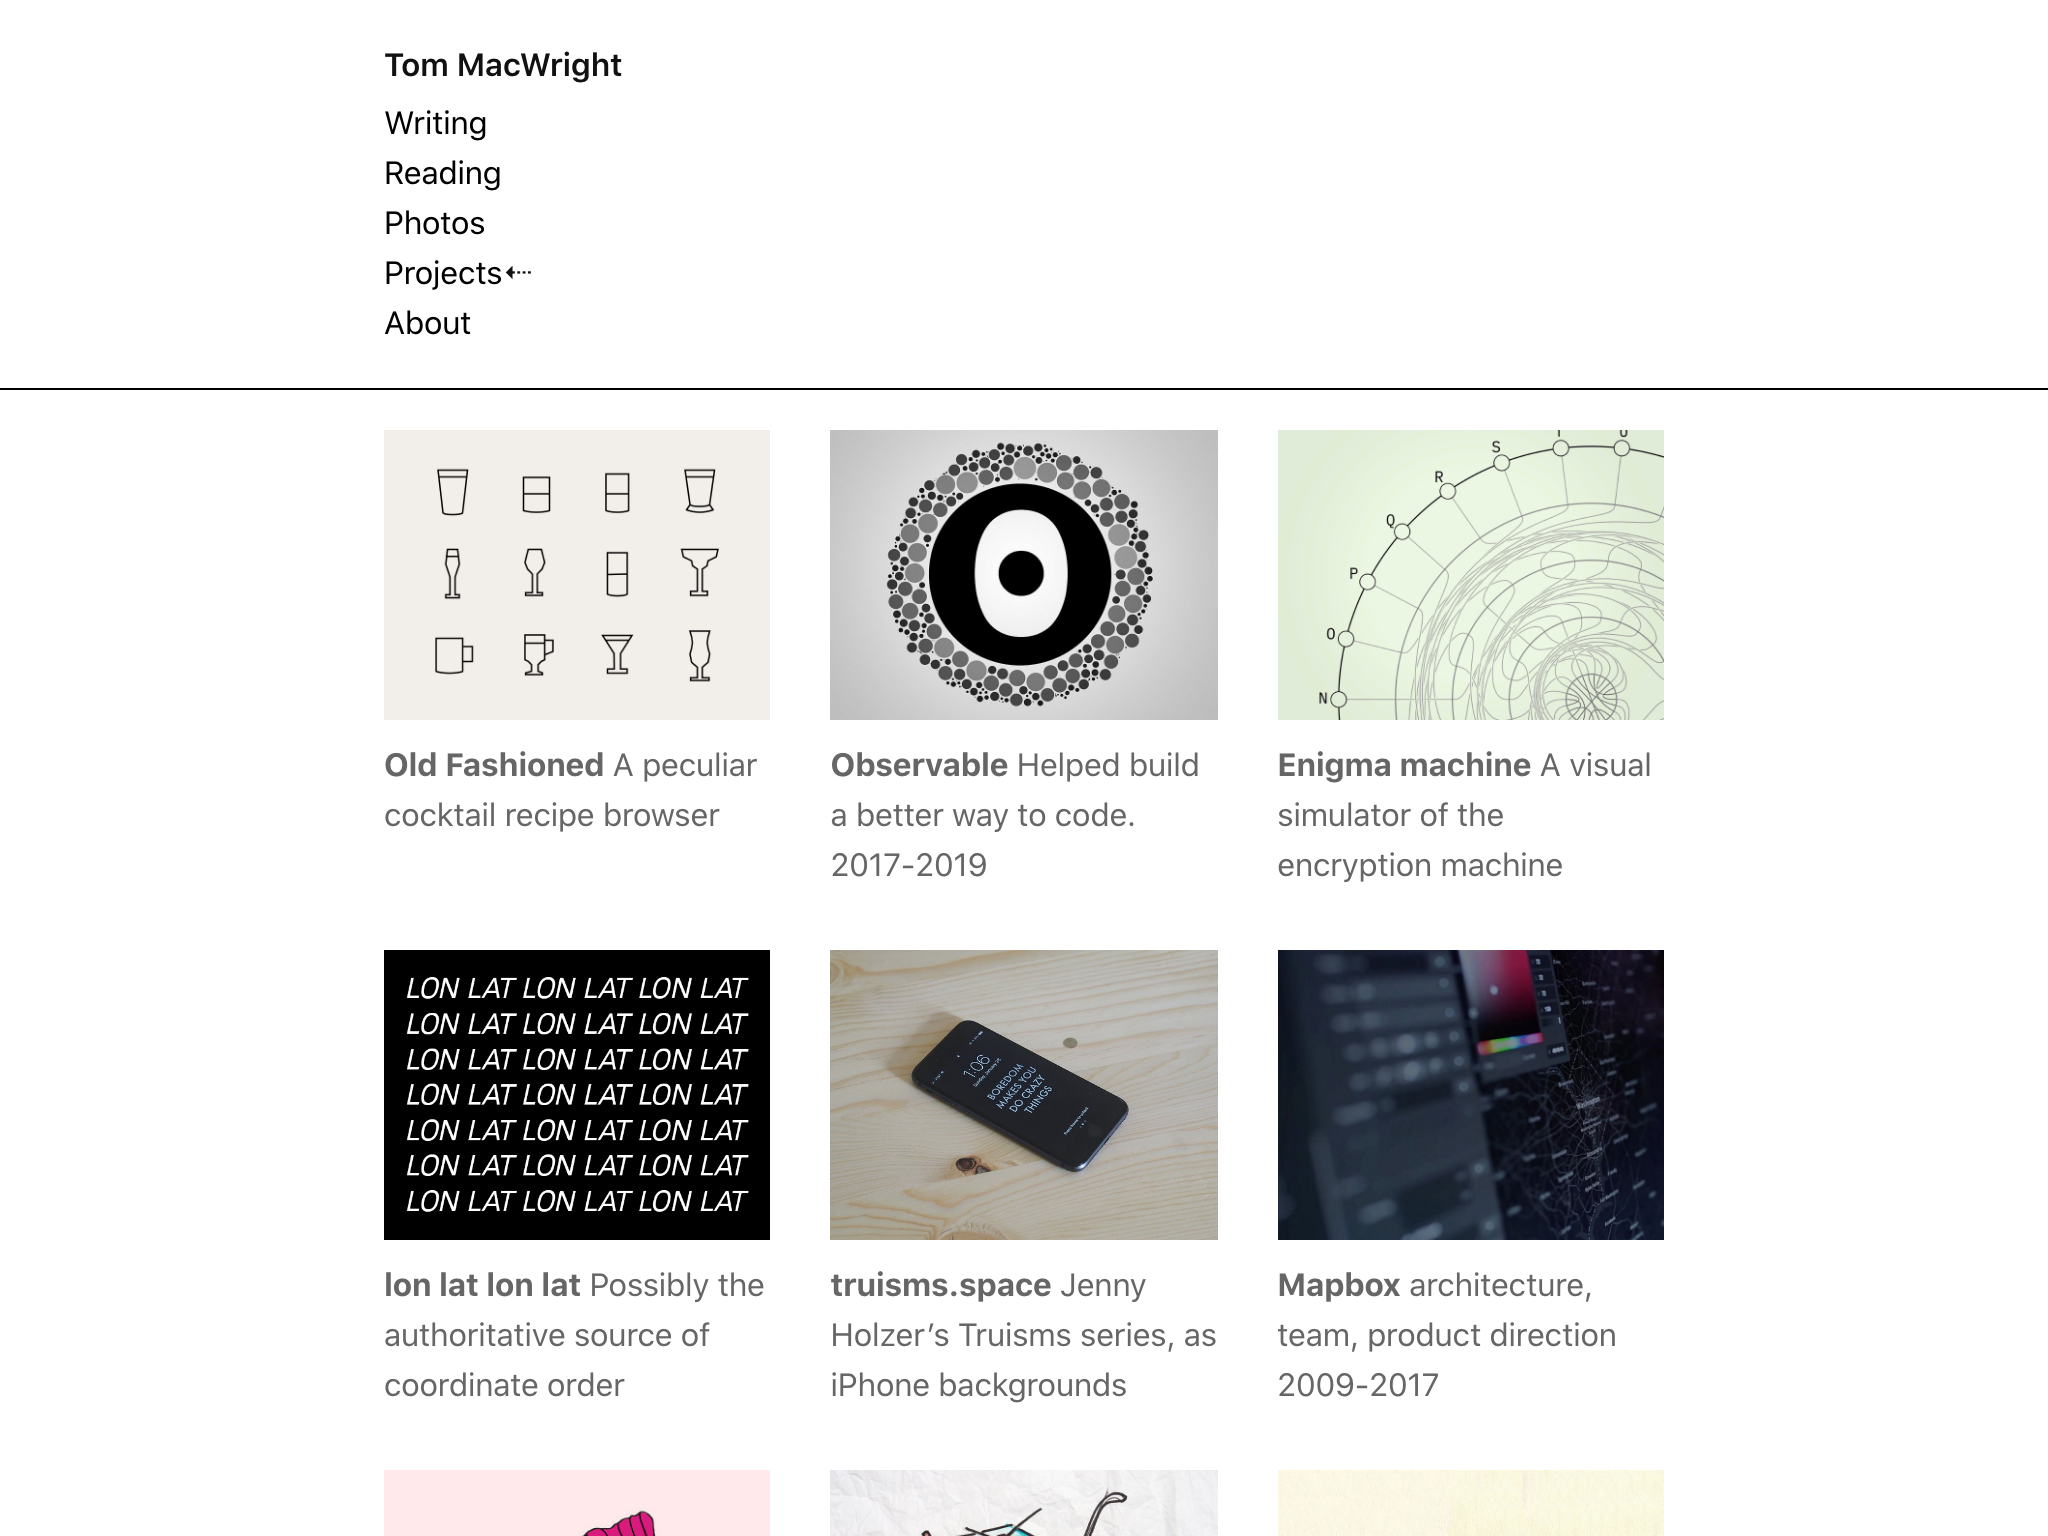 Tom MacWright
Writing
Reading
Photos
Projects⇠
About
S
R
Q
P
O
N
Old Fashioned A peculiar
cocktail recipe browser
Observable Helped build
a better way to code.
2017-2019
Enigma machine A visual
simulator of the
encryption machine
LON LAT LON LAT LON LAT
LON LAT LON LAT LON LAT
LON LAT LON LAT LON LAT
LON LAT LON LAT LON LAT
LON LAT LON LAT LON LAT
LON LAT LON LAT LON LAT
LON LAT LON LAT LON LAT
1:06
BOREDOM
MAKES YOU
DO CRAZY
THINGS
Washington
lon lat lon lat Possibly the
authoritative source of
coordinate order
truisms.space Jenny
Holzer’s Truisms series, as
iPhone backgrounds
Mapbox architecture,
team, product direction
2009-2017